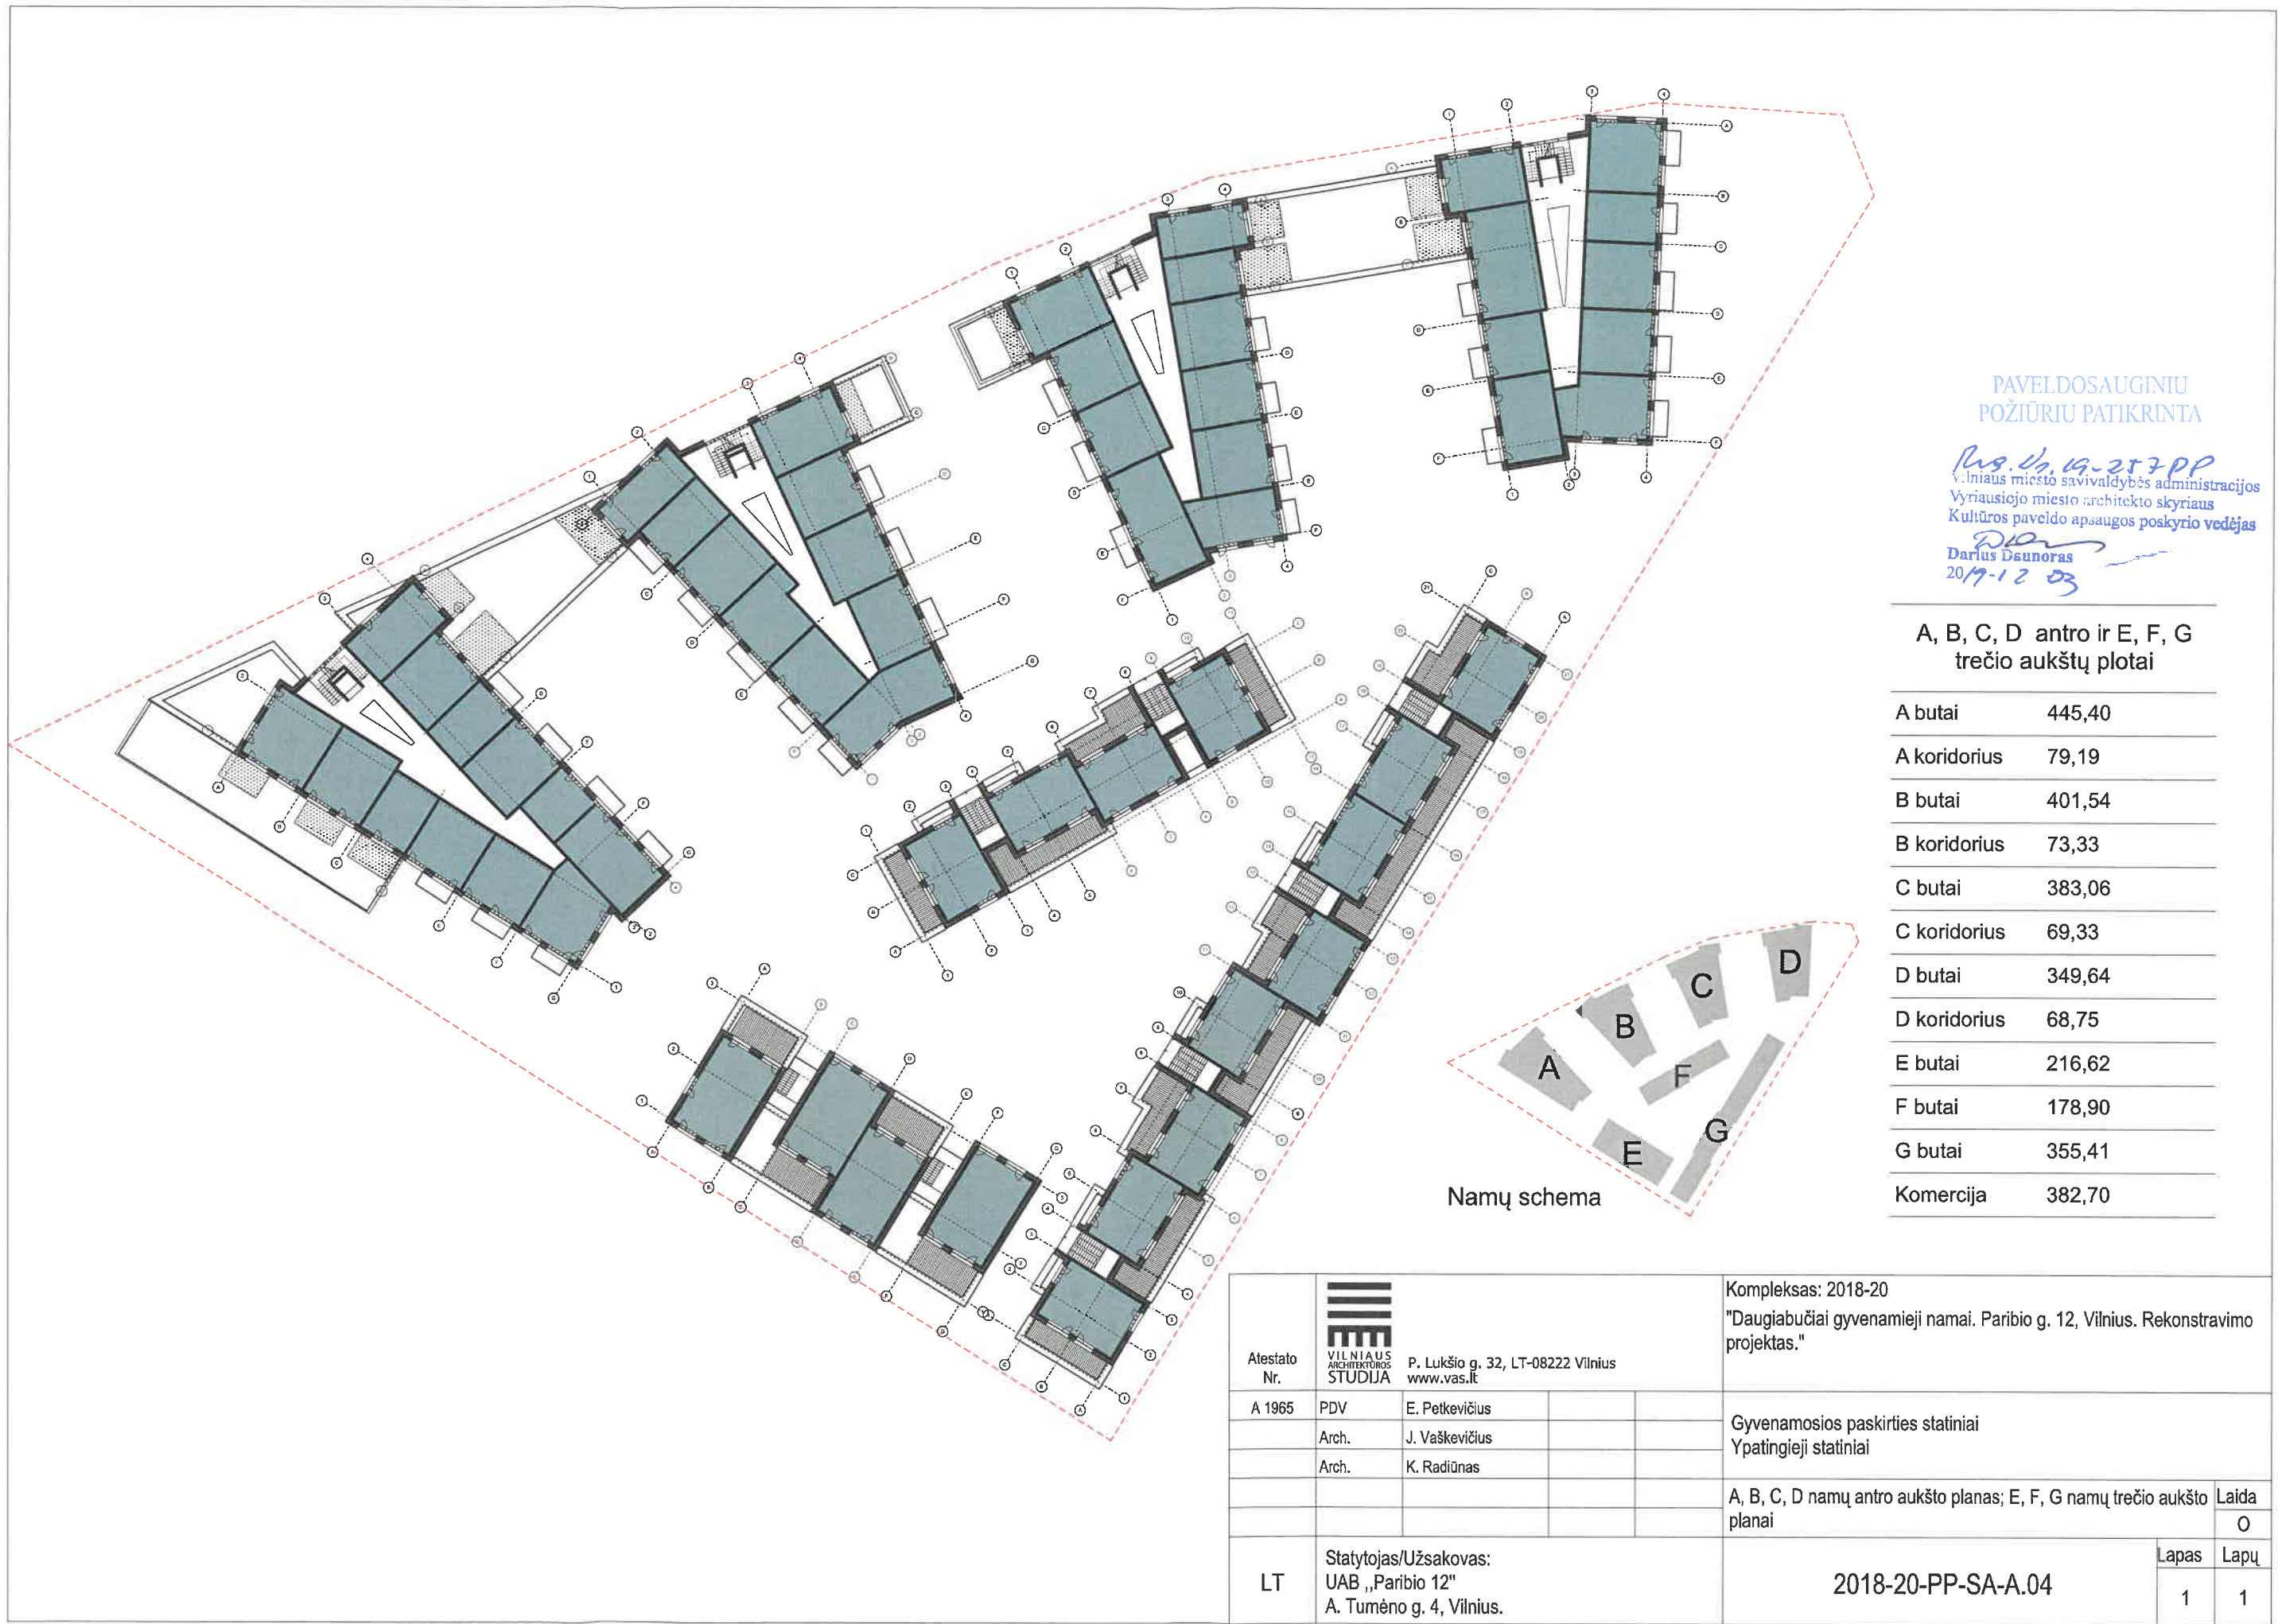 PAVELDOSAUGINIU
POŽIŪRIU PATIKRINTA
Vilniaus miesto savivaldybės administracijos
Vyriausiojo miesto architekto skyriaus
Kultūros paveldo apsaugos poskyrio vedėjas
Darius Daunoras
2019-12 03
A, B, C, D antro ir E, F, G
trečio aukštų plotai
A butai 445,40
A koridorius 79,19
B butai 401,54
B koridorius 73,33
C butai 383,06
C koridorius 69,33
D butai 349,64
D koridorius 68,75
E butai 216,62
F butai 178,90
G butai 355,41
Komercija 382,70
A
B
C
D
E
F
G
Namų schema
Atestato
Nr.
VILNIAUS
ARCHITEKTŪROS
STUDIJA
P. Lukšio g. 32, LT-08222 Vilnius
www.vas.lt
Kompleksas: 2018-20
"Daugiabučiai gyvenamieji namai. Paribio g. 12, Vilnius. Rekonstravimo
projektas."
A 1965 PDV E. Petkevičius
Arch. J. Vaškevičius
Arch. K. Radiūnas
Gyvenamosios paskirties statiniai
Ypatingieji statiniai
A, B, C, D namų antro aukšto planas; E, F, G namų trečio aukšto
planai
Laida
O
LT
Statytojas/Užsakovas:
UAB ,,Paribio 12"
A. Tumėno g. 4, Vilnius.
2018-20-PP-SA-A.04
Lapas Lapų
1 1